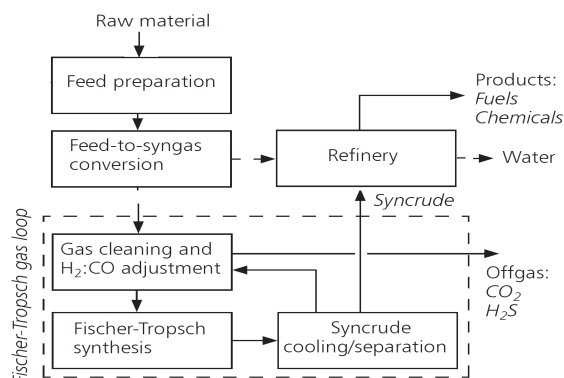 Raw material
Feed preparation
Products:
Fuels
Chemicals
Feed-to-syngas
conversion
Refinery
Water
Syncrude
Gas cleaning and
H₂:CO adjustment
Offgas:
CO₂
H₂S
Fischer-Tropsch
synthesis
Syncrude
cooling/separation
ischer-Tropsch gas loop